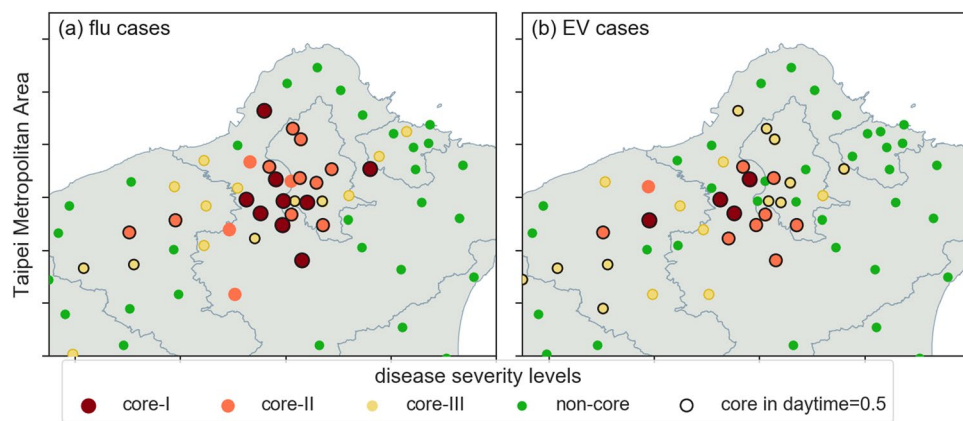 (a) flu cases
(b) EV cases
Taipei Metropolitan Area
disease severity levels
core-I core-II core-III non-core core in daytime=0.5